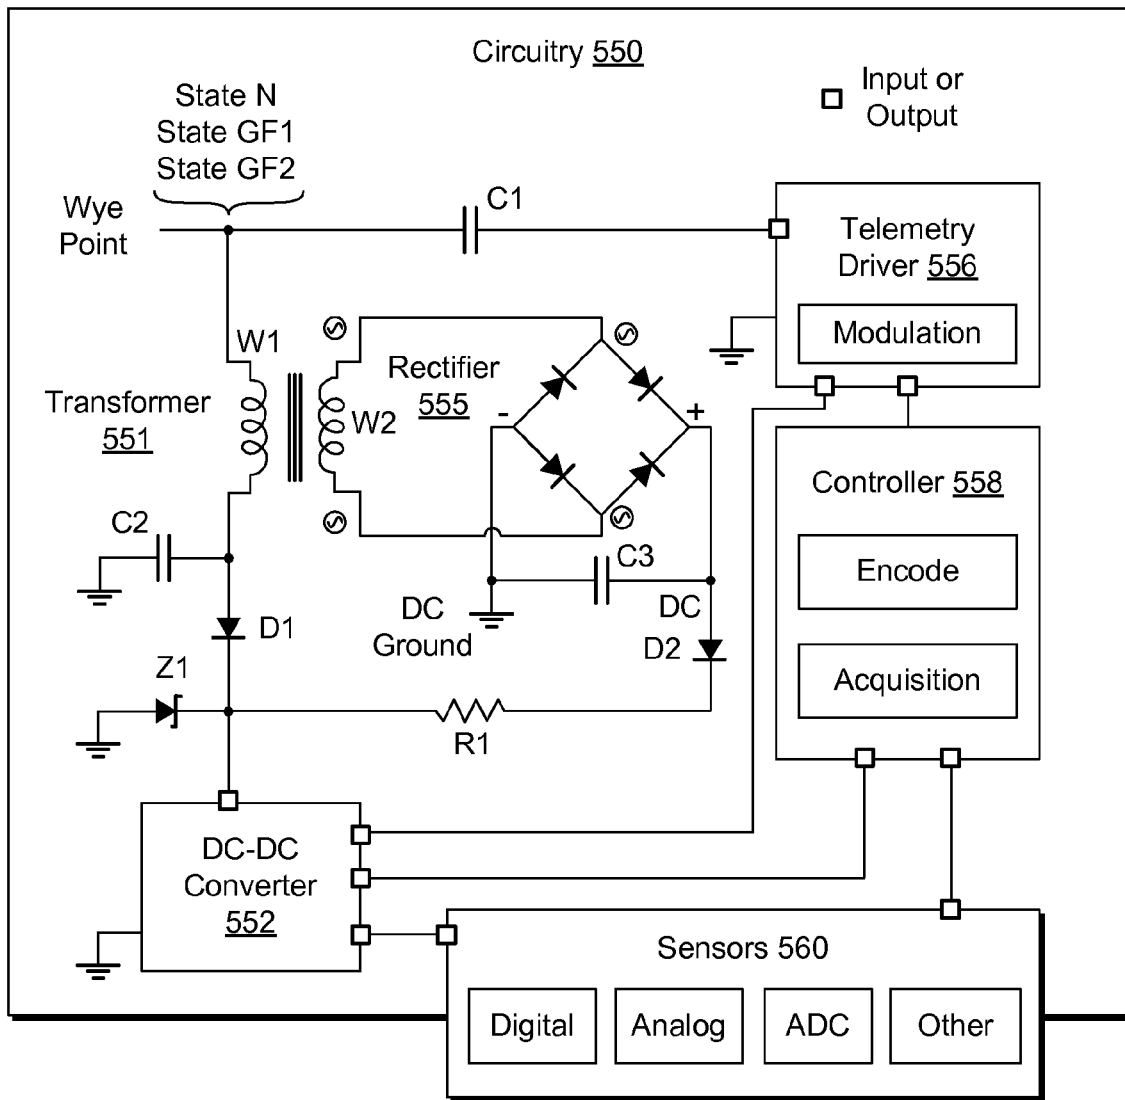 Circuitry 550
State N
State GF1
State GF2
Input or
Output
Wye
Point
C1
Telemetry
Driver 556
Modulation
W1
Transformer
551
W2
Rectifier
555
-
+
Controller 558
Encode
Acquisition
C2
C3
DC
Ground
DC
D1
D2
Z1
R1
DC-DC
Converter
552
Sensors 560
Digital
Analog
ADC
Other